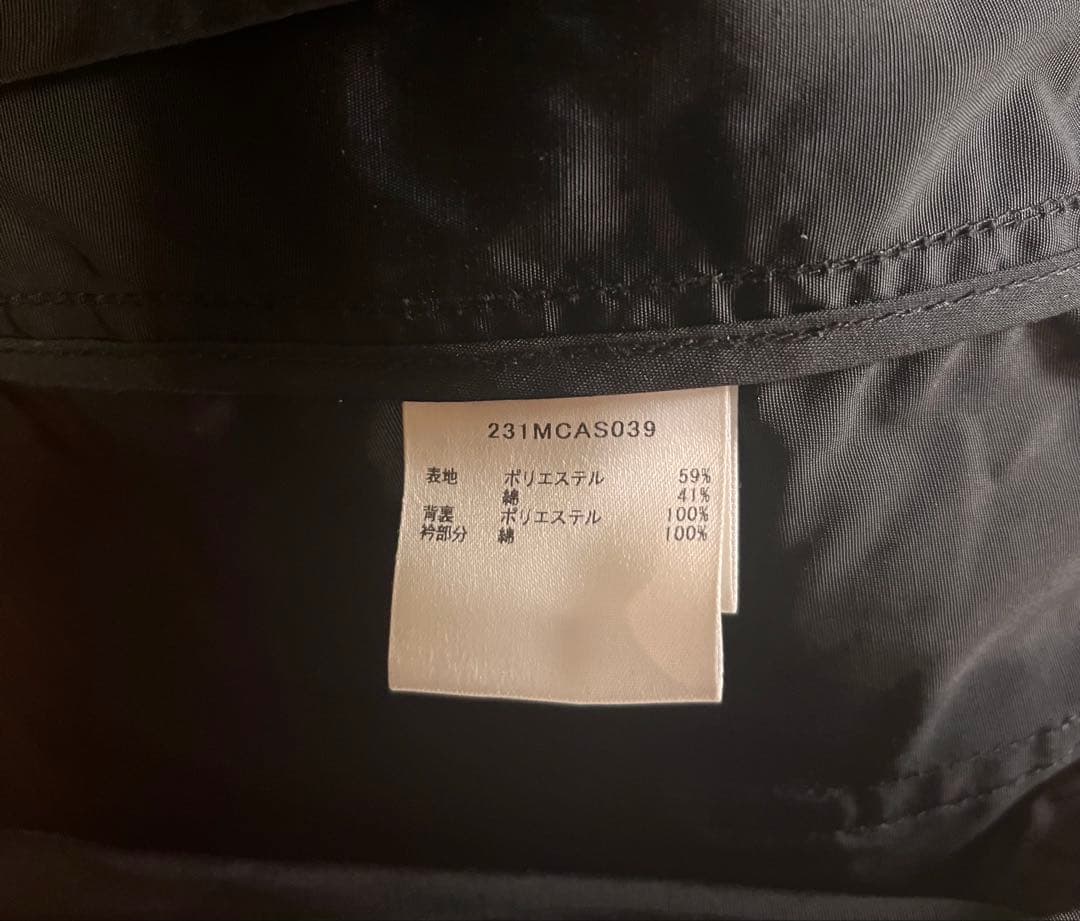 231MCAS039
表地 ポリエステル 59%
綿 41%
背裏 ポリエステル 100%
衿部分 綿 100%